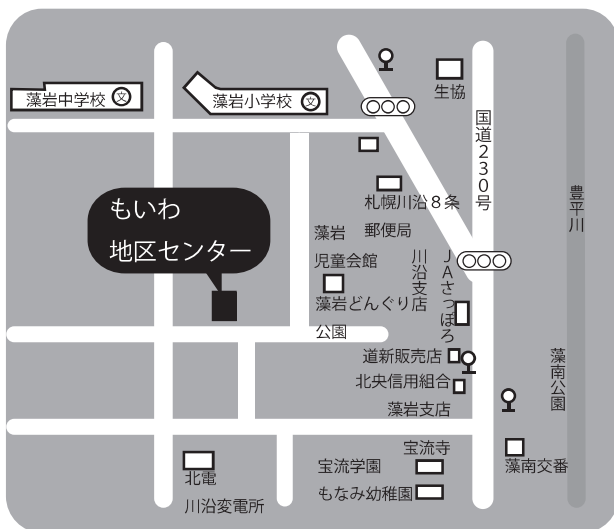 藻岩中学校
文
藻岩小学校
文
生協
国道230号
豊平川
札幌川沿8条
郵便局
もいわ
地区センター
藻岩
児童会館
藻岩どんぐり
公園
JAさっぽろ
川沿支店
道新販売店
北央信用組合
藻岩支店
藻南公園
宝流寺
宝流学園
もなみ幼稚園
藻南交番
北電
川沿変電所